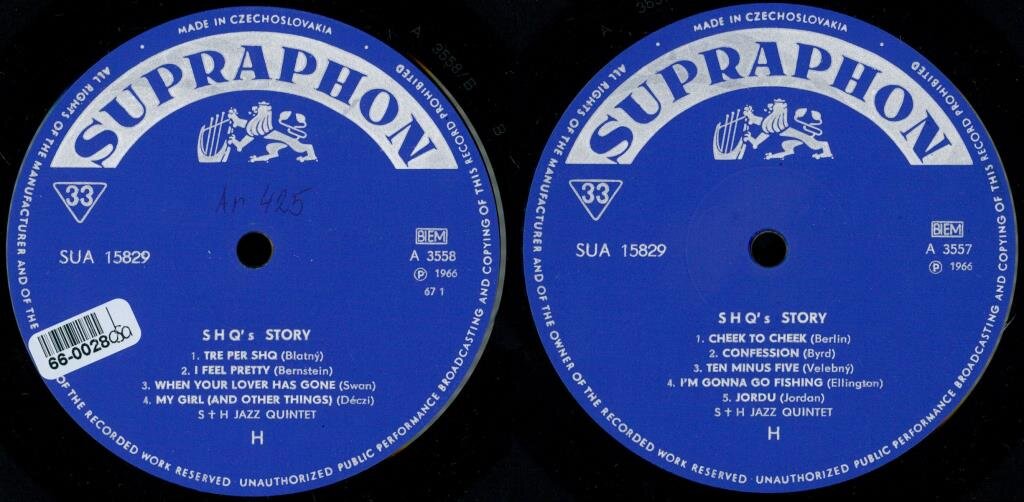 MADE IN CZECHOSLOVAKIA
ALL RIGHTS OF THE MANUFACTURER AND OF THE OF THE RECORDED WORK RESERVED · UNAUTHORIZED PUBLIC PERFORMANCE BROADCASTING AND COPYING OF THIS RECORD PROHIBITED
SUPRAPHON
A 3558/B
33
An 425
SUA 15829
BIEM
A 3558
Ⓟ 1966
67 1
66-0028
S H Q's STORY
1. TRE PER SHQ (Blatný)
2. I FEEL PRETTY (Bernstein)
3. WHEN YOUR LOVER HAS GONE (Swan)
4. MY GIRL (AND OTHER THINGS) (Déczi)
S + H JAZZ QUINTET
H
MADE IN CZECHOSLOVAKIA
ALL RIGHTS OF THE MANUFACTURER AND OF THE OWNER OF THE RECORDED WORK RESERVED · UNAUTHORIZED PUBLIC PERFORMANCE BROADCASTING AND COPYING OF THIS RECORD PROHIBITED
SUPRAPHON
33
SUA 15829
BIEM
A 3557
Ⓟ 1966
S H Q's STORY
1. CHEEK TO CHEEK (Berlin)
2. CONFESSION (Byrd)
3. TEN MINUS FIVE (Velebný)
4. I'M GONNA GO FISHING (Ellington)
5. JORDU (Jordan)
S + H JAZZ QUINTET
H